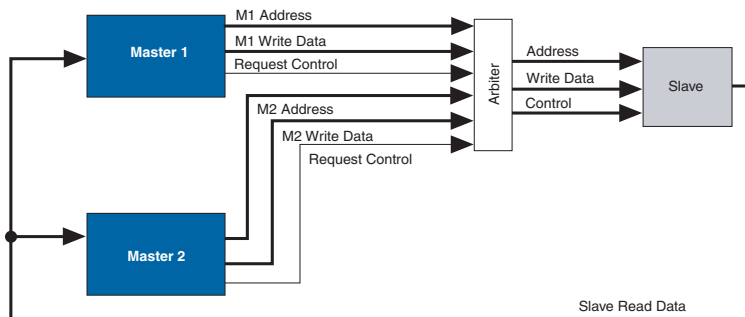 M1 Address
Master 1
M1 Write Data
Request Control
Arbiter
Address
Write Data
Control
Slave
M2 Address
M2 Write Data
Request Control
Master 2
Slave Read Data